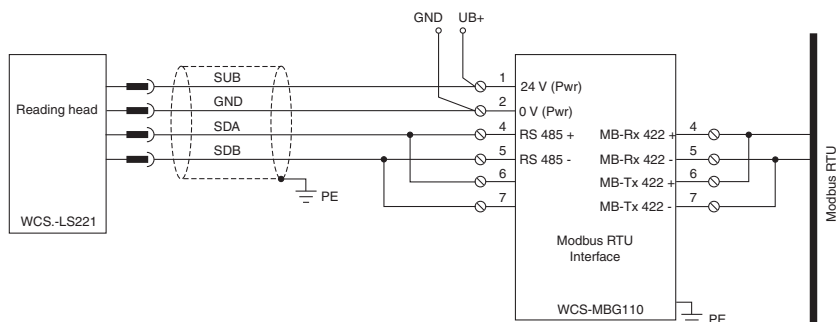 GND UB+
SUB 1 24 V (Pwr)
Reading head GND 2 0 V (Pwr)
SDA 4 RS 485 + MB-Rx 422 + 4
SDB 5 RS 485 - MB-Rx 422 - 5
6 MB-Tx 422 + 6
PE
7 MB-Tx 422 - 7
WCS.-LS221
Modbus RTU
Interface
WCS-MBG110
PE
Modbus RTU